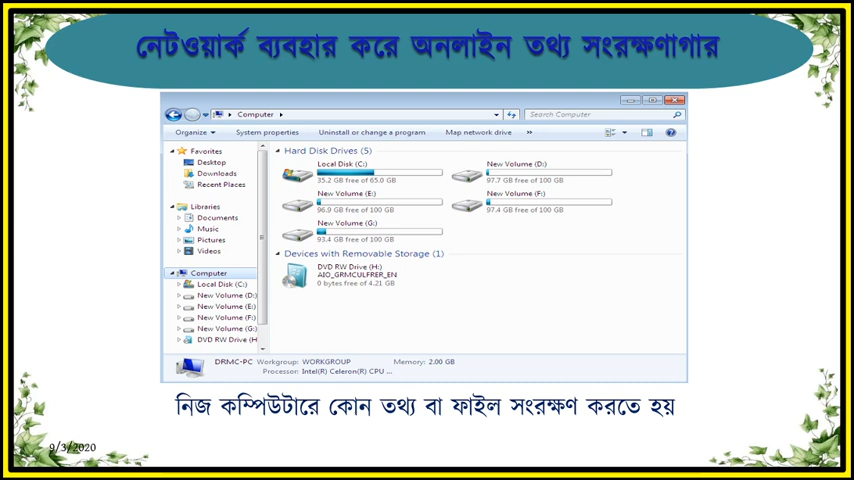 নেটওয়ার্ক ব্যবহার করে অনলাইন তথ্য সংরক্ষণাগার
Computer
Search Computer
Organize
System properties
Uninstall or change a program
Map network drive
»
Favorites
Desktop
Downloads
Recent Places
Libraries
Documents
Music
Pictures
Videos
Computer
Local Disk (C:)
New Volume (D:)
New Volume (E:)
New Volume (F:)
New Volume (G:)
DVD RW Drive (H
Hard Disk Drives (5)
Local Disk (C:)
35.2 GB free of 65.0 GB
New Volume (D:)
97.7 GB free of 100 GB
New Volume (E:)
96.9 GB free of 100 GB
New Volume (F:)
97.4 GB free of 100 GB
New Volume (G:)
93.4 GB free of 100 GB
Devices with Removable Storage (1)
DVD RW Drive (H:)
AIO_GRMCULFRER_EN
0 bytes free of 4.21 GB
DRMC-PC Workgroup: WORKGROUP Memory: 2.00 GB
Processor: Intel(R) Celeron(R) CPU ...
নিজ কম্পিউটারে কোন তথ্য বা ফাইল সংরক্ষণ করতে হয়
9/3/2020